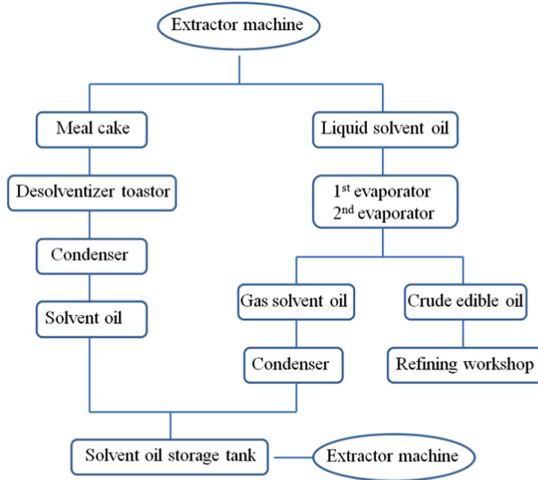 Extractor machine
Meal cake
Liquid solvent oil
Desolventizer toastor
1st evaporator
2nd evaporator
Condenser
Gas solvent oil
Crude edible oil
Solvent oil
Condenser
Refining workshop
Solvent oil storage tank
Extractor machine